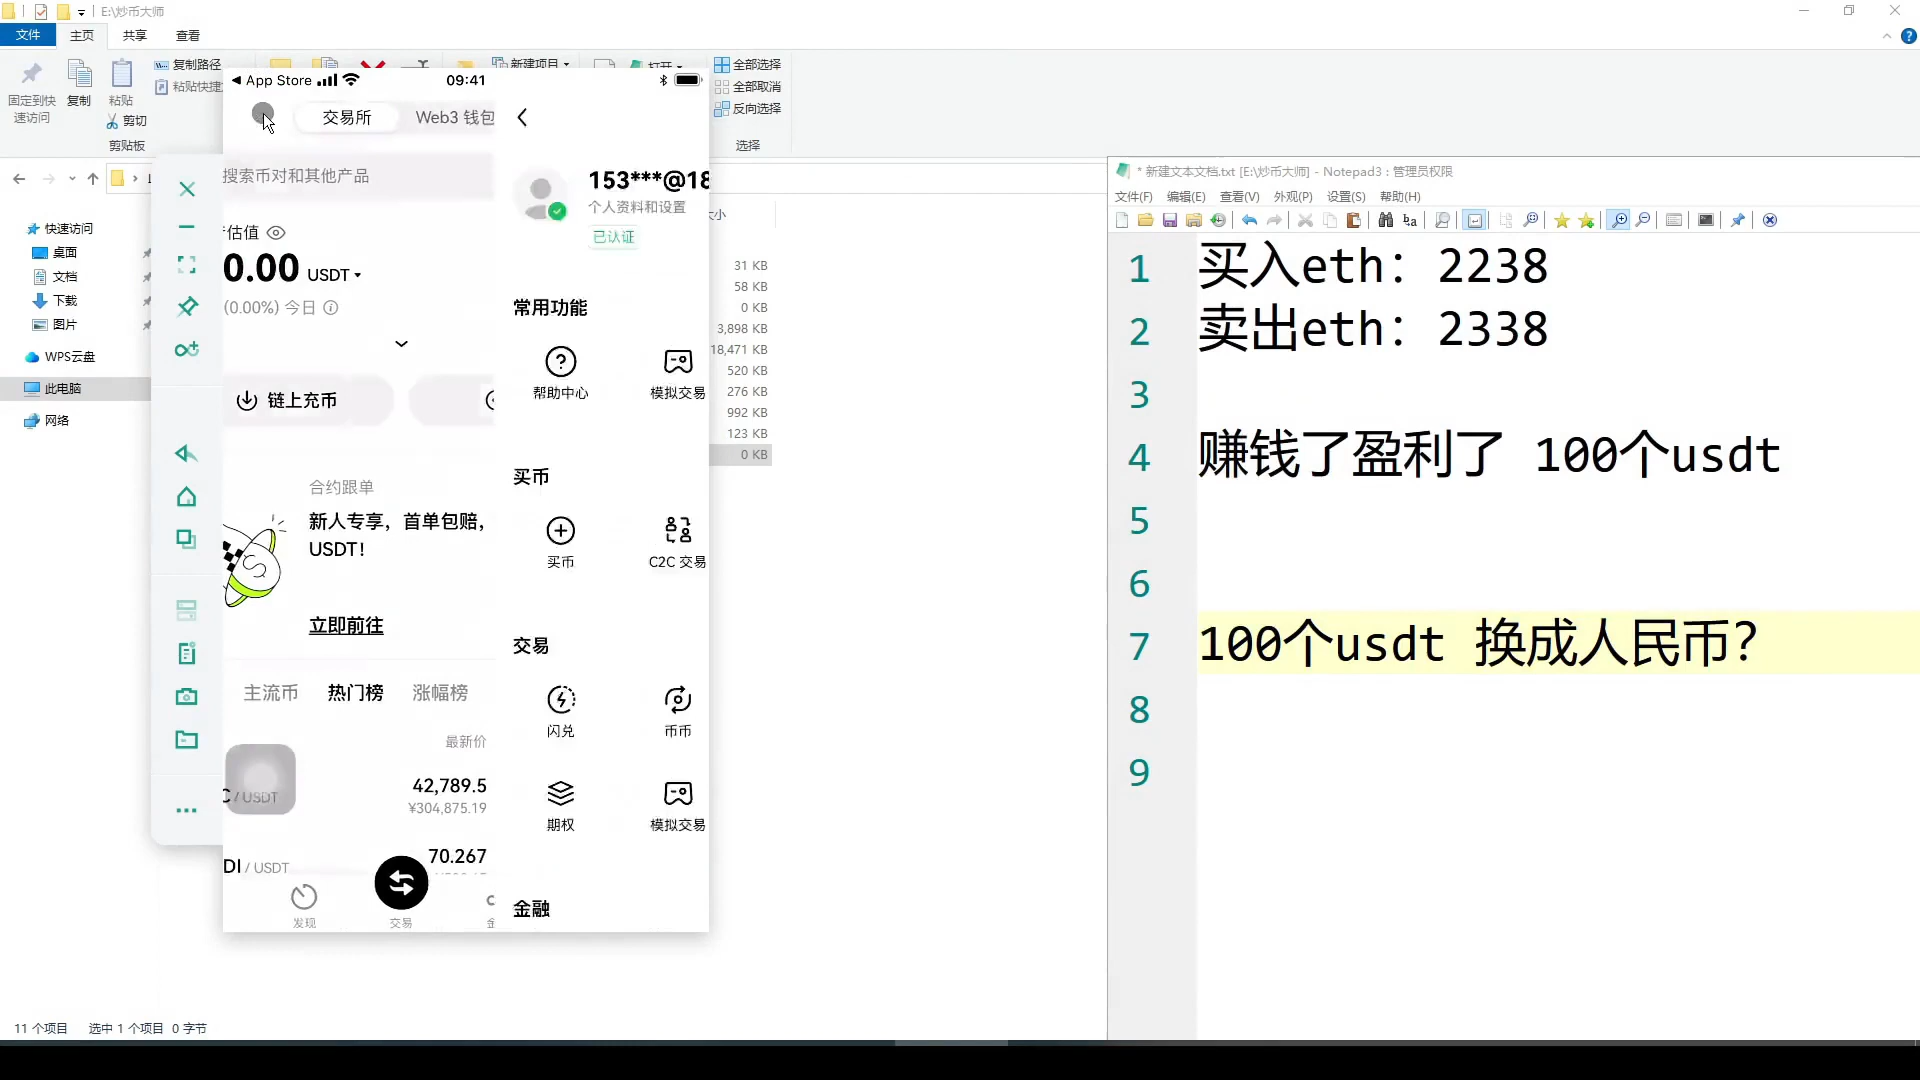 E:\炒币大师
文件 主页 共享 查看
固定到快速访问
复制
粘贴
复制路径
剪切
剪贴板
新建项目
打开
全部选择
全部取消
反向选择
选择
快速访问
桌面
文档
下载
图片
WPS云盘
此电脑
网络
31 KB
58 KB
0 KB
3,898 KB
18,471 KB
520 KB
276 KB
992 KB
123 KB
0 KB
11 个项目 选中 1 个项目 0 字节
App Store 09:41
交易所 Web3 钱包
搜索币对和其他产品
估值
0.00 USDT
(0.00%) 今日
链上充币
合约跟单
新人专享，首单包赔，
USDT！
立即前往
主流币 热门榜 涨幅榜
最新价
C / USDT 42,789.5
¥304,875.19
DI / USDT 70.267
发现 交易 金
153***@18
个人资料和设置
已认证
常用功能
帮助中心 模拟交易
买币
买币 C2C 交易
交易
闪兑 币币
期权 模拟交易
金融
* 新建文本文档.txt [E:\炒币大师] - Notepad3 : 管理员权限
文件(F) 编辑(E) 查看(V) 外观(P) 设置(S) 帮助(H)
1 买入eth：2238
2 卖出eth：2338
3
4 赚钱了盈利了 100个usdt
5
6
7 100个usdt 换成人民币？
8
9